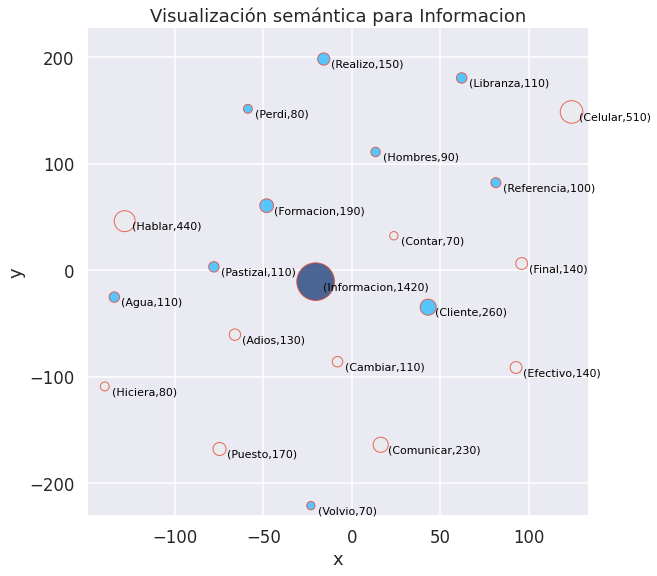 Visualización semántica para Informacion
200
(Realizo,150)
(Libranza,110)
(Perdi,80)
(Celular,510)
100
(Hombres,90)
(Referencia,100)
(Formacion,190)
(Hablar,440)
(Contar,70)
y
0
(Pastizal,110)
(Final,140)
(Informacion,1420)
(Agua,110)
(Cliente,260)
(Adios,130)
(Cambiar,110)
−100
(Efectivo,140)
(Hiciera,80)
(Puesto,170)
(Comunicar,230)
−200
(Volvio,70)
−100 −50 0 50 100
x